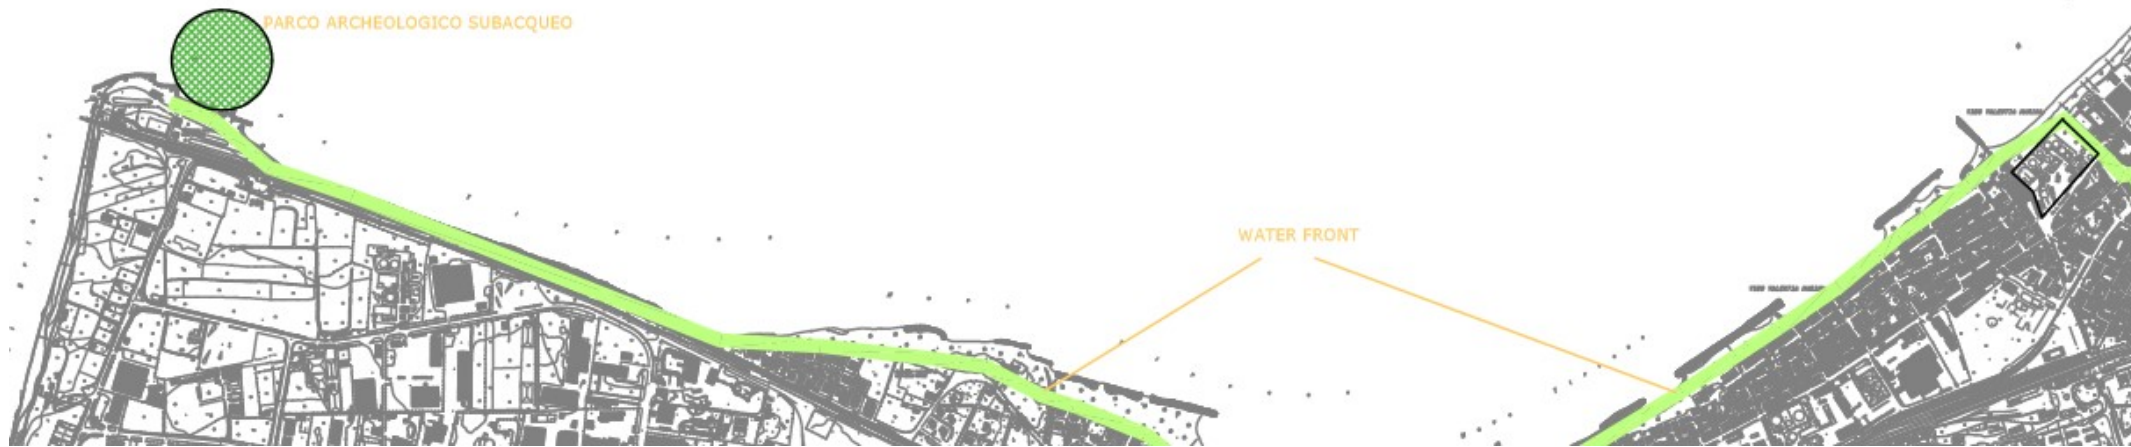 PARCO ARCHEOLOGICO SUBACQUEO
WATER FRONT